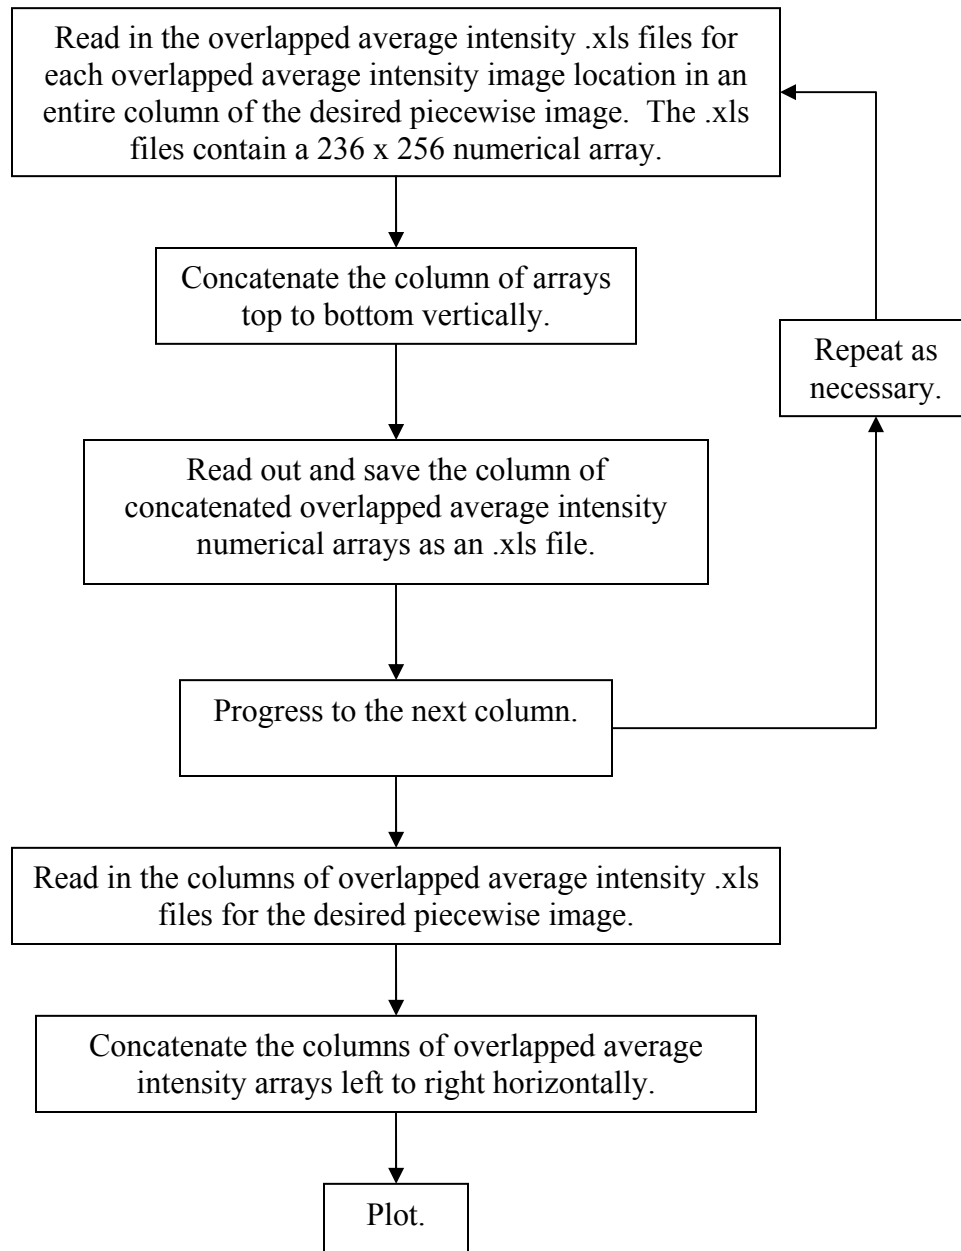 Read in the overlapped average intensity .xls files for
each overlapped average intensity image location in an
entire column of the desired piecewise image.  The .xls
files contain a 236 x 256 numerical array.
Concatenate the column of arrays
top to bottom vertically.
Repeat as
necessary.
Read out and save the column of
concatenated overlapped average intensity
numerical arrays as an .xls file.
Progress to the next column.
Read in the columns of overlapped average intensity .xls
files for the desired piecewise image.
Concatenate the columns of overlapped average
intensity arrays left to right horizontally.
Plot.